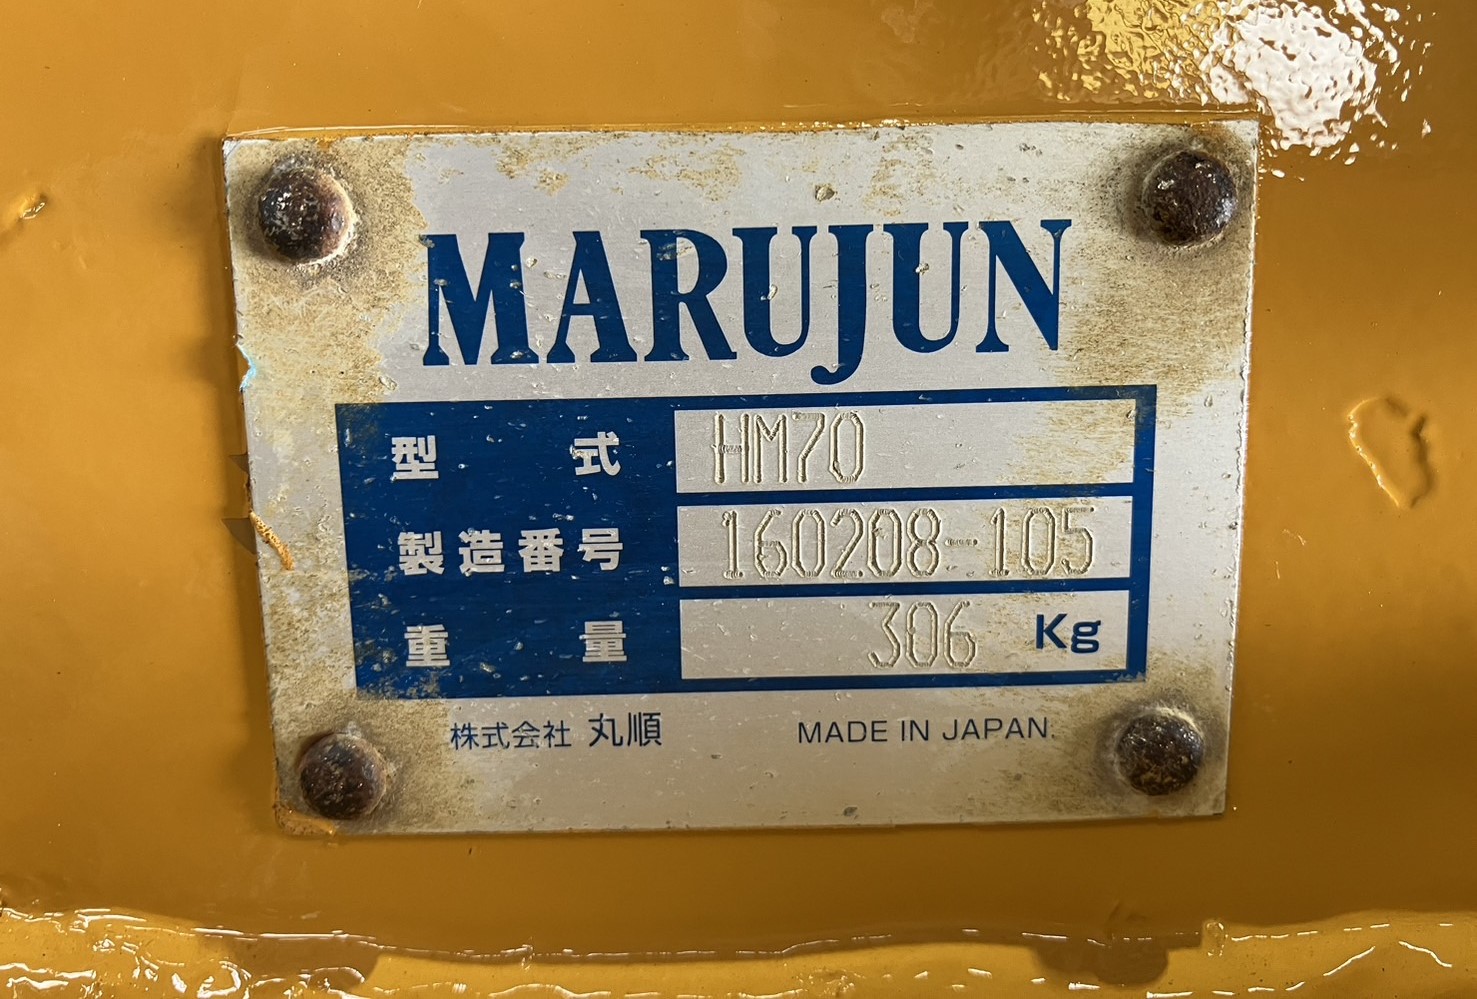 MARUJUN
型式 HM70
製造番号 160208-105
重量 306 Kg
株式会社 丸順 MADE IN JAPAN.